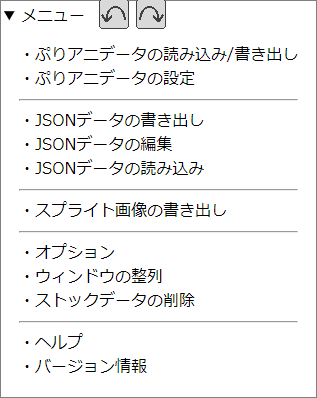 ▼ メニュー
・ぷりアニデータの読み込み/書き出し
・ぷりアニデータの設定
・JSONデータの書き出し
・JSONデータの編集
・JSONデータの読み込み
・スプライト画像の書き出し
・オプション
・ウィンドウの整列
・ストックデータの削除
・ヘルプ
・バージョン情報